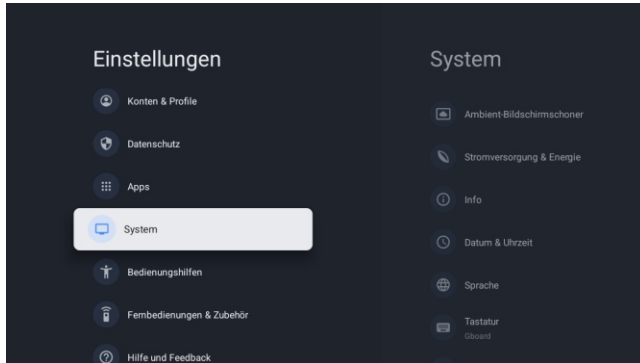 Einstellungen
Konten & Profile
Datenschutz
Apps
System
Bedienungshilfen
Fernbedienungen & Zubehör
Hilfe und Feedback
System
Ambient-Bildschirmschoner
Stromversorgung & Energie
Info
Datum & Uhrzeit
Sprache
Tastatur
Gboard